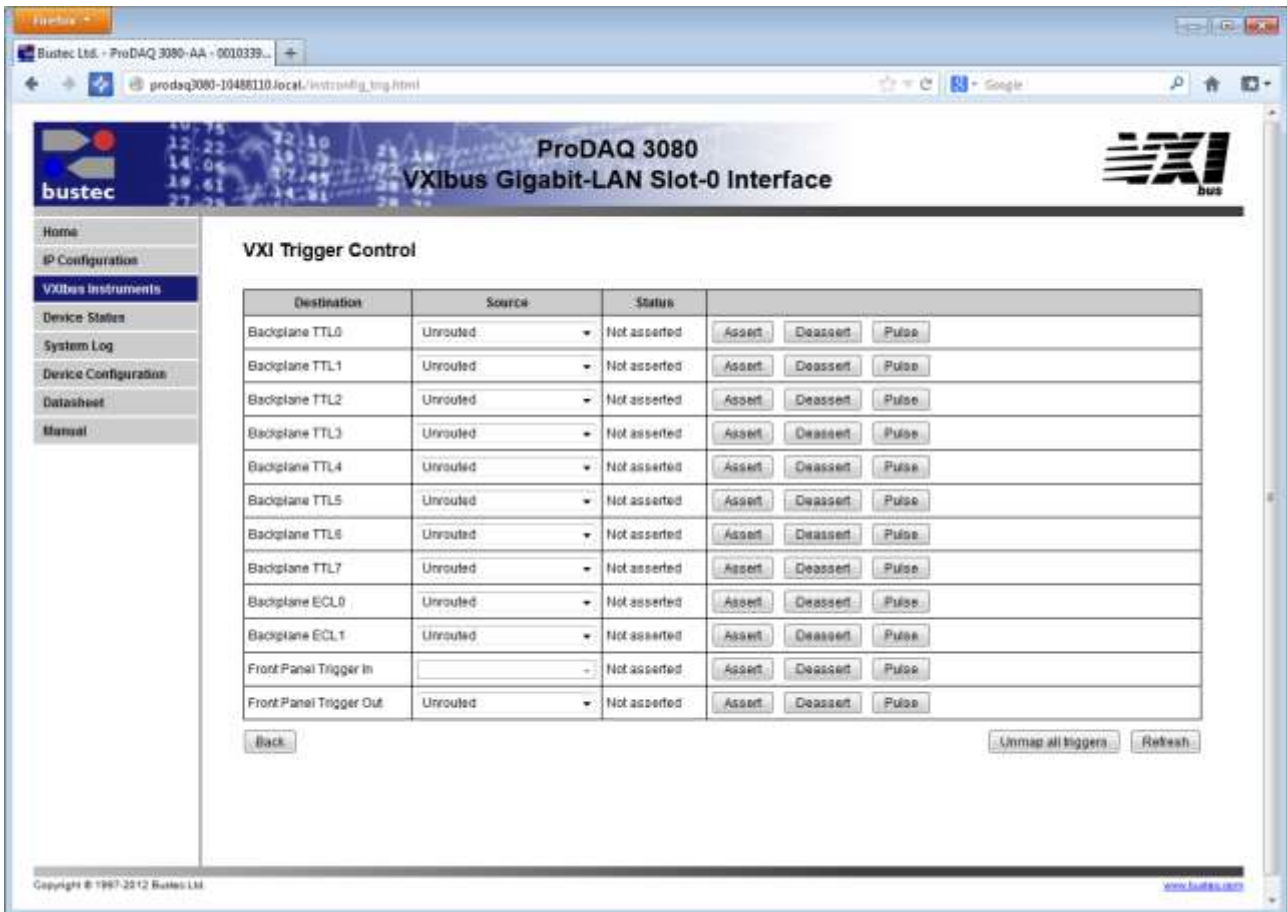 Firefox
Bustec Ltd. - ProDAQ 3080-AA - 0010339...
prodaq3080-10488110.local./instconfig_trig.html
Google
bustec
ProDAQ 3080
VXIbus Gigabit-LAN Slot-0 Interface
VXI
bus
Home
IP Configuration
VXIbus Instruments
Device Status
System Log
Device Configuration
Datasheet
Manual
VXI Trigger Control
Destination Source Status
Backplane TTL0 Unrouted Not asserted Assert Deassert Pulse
Backplane TTL1 Unrouted Not asserted Assert Deassert Pulse
Backplane TTL2 Unrouted Not asserted Assert Deassert Pulse
Backplane TTL3 Unrouted Not asserted Assert Deassert Pulse
Backplane TTL4 Unrouted Not asserted Assert Deassert Pulse
Backplane TTL5 Unrouted Not asserted Assert Deassert Pulse
Backplane TTL6 Unrouted Not asserted Assert Deassert Pulse
Backplane TTL7 Unrouted Not asserted Assert Deassert Pulse
Backplane ECL0 Unrouted Not asserted Assert Deassert Pulse
Backplane ECL1 Unrouted Not asserted Assert Deassert Pulse
Front Panel Trigger In Not asserted Assert Deassert Pulse
Front Panel Trigger Out Unrouted Not asserted Assert Deassert Pulse
Back Unmap all triggers Refresh
Copyright © 1997-2012 Bustec Ltd. www.bustec.com